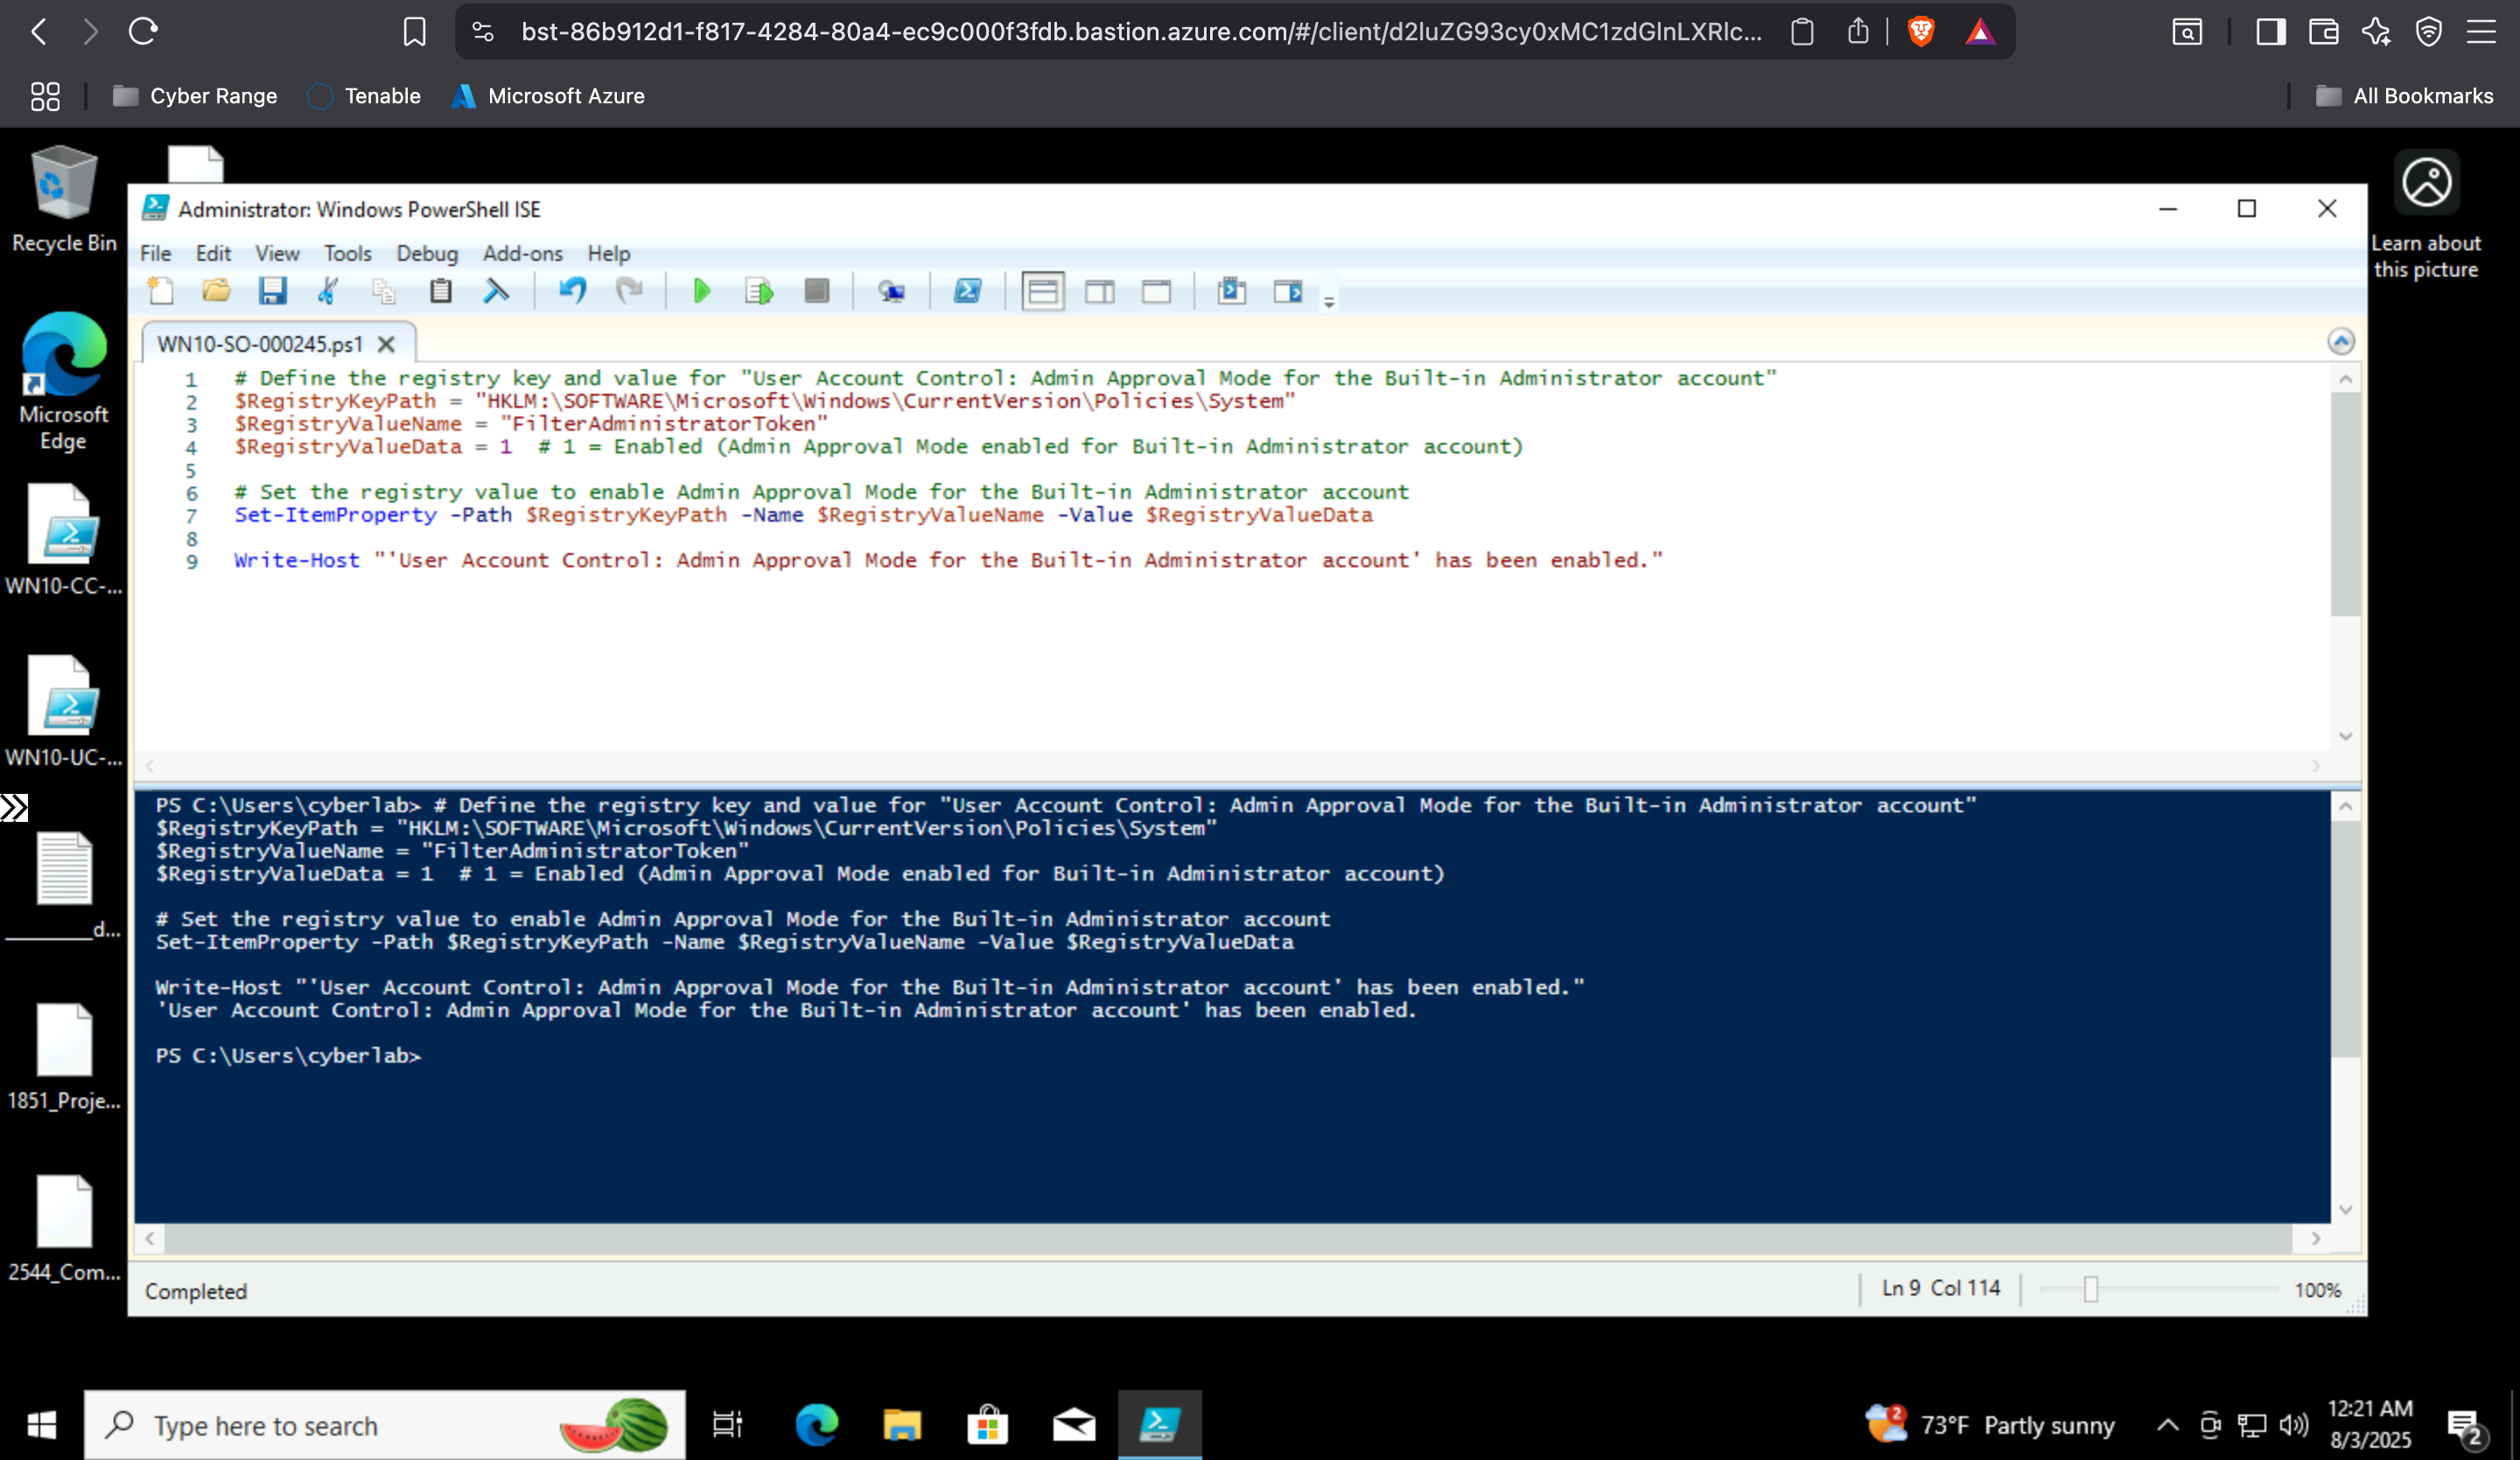 bst-86b912d1-f817-4284-80a4-ec9c000f3fdb.bastion.azure.com/#/client/d2luZG93cy0xMC1zdGlnLXRlc...
Cyber Range
Tenable
Microsoft Azure
All Bookmarks
Recycle Bin
Learn about
this picture
Microsoft
Edge
WN10-CC-...
WN10-UC-...
_________d...
1851_Proje...
2544_Com...
Administrator: Windows PowerShell ISE
File Edit View Tools Debug Add-ons Help
WN10-SO-000245.ps1
1 # Define the registry key and value for "User Account Control: Admin Approval Mode for the Built-in Administrator account"
2 $RegistryKeyPath = "HKLM:\SOFTWARE\Microsoft\Windows\CurrentVersion\Policies\System"
3 $RegistryValueName = "FilterAdministratorToken"
4 $RegistryValueData = 1 # 1 = Enabled (Admin Approval Mode enabled for Built-in Administrator account)
5
6 # Set the registry value to enable Admin Approval Mode for the Built-in Administrator account
7 Set-ItemProperty -Path $RegistryKeyPath -Name $RegistryValueName -Value $RegistryValueData
8
9 Write-Host "'User Account Control: Admin Approval Mode for the Built-in Administrator account' has been enabled."
PS C:\Users\cyberlab> # Define the registry key and value for "User Account Control: Admin Approval Mode for the Built-in Administrator account"
$RegistryKeyPath = "HKLM:\SOFTWARE\Microsoft\Windows\CurrentVersion\Policies\System"
$RegistryValueName = "FilterAdministratorToken"
$RegistryValueData = 1 # 1 = Enabled (Admin Approval Mode enabled for Built-in Administrator account)
# Set the registry value to enable Admin Approval Mode for the Built-in Administrator account
Set-ItemProperty -Path $RegistryKeyPath -Name $RegistryValueName -Value $RegistryValueData
Write-Host "'User Account Control: Admin Approval Mode for the Built-in Administrator account' has been enabled."
'User Account Control: Admin Approval Mode for the Built-in Administrator account' has been enabled.
PS C:\Users\cyberlab>
Completed
Ln 9 Col 114
100%
Type here to search
2
73°F Partly sunny
12:21 AM
8/3/2025
2